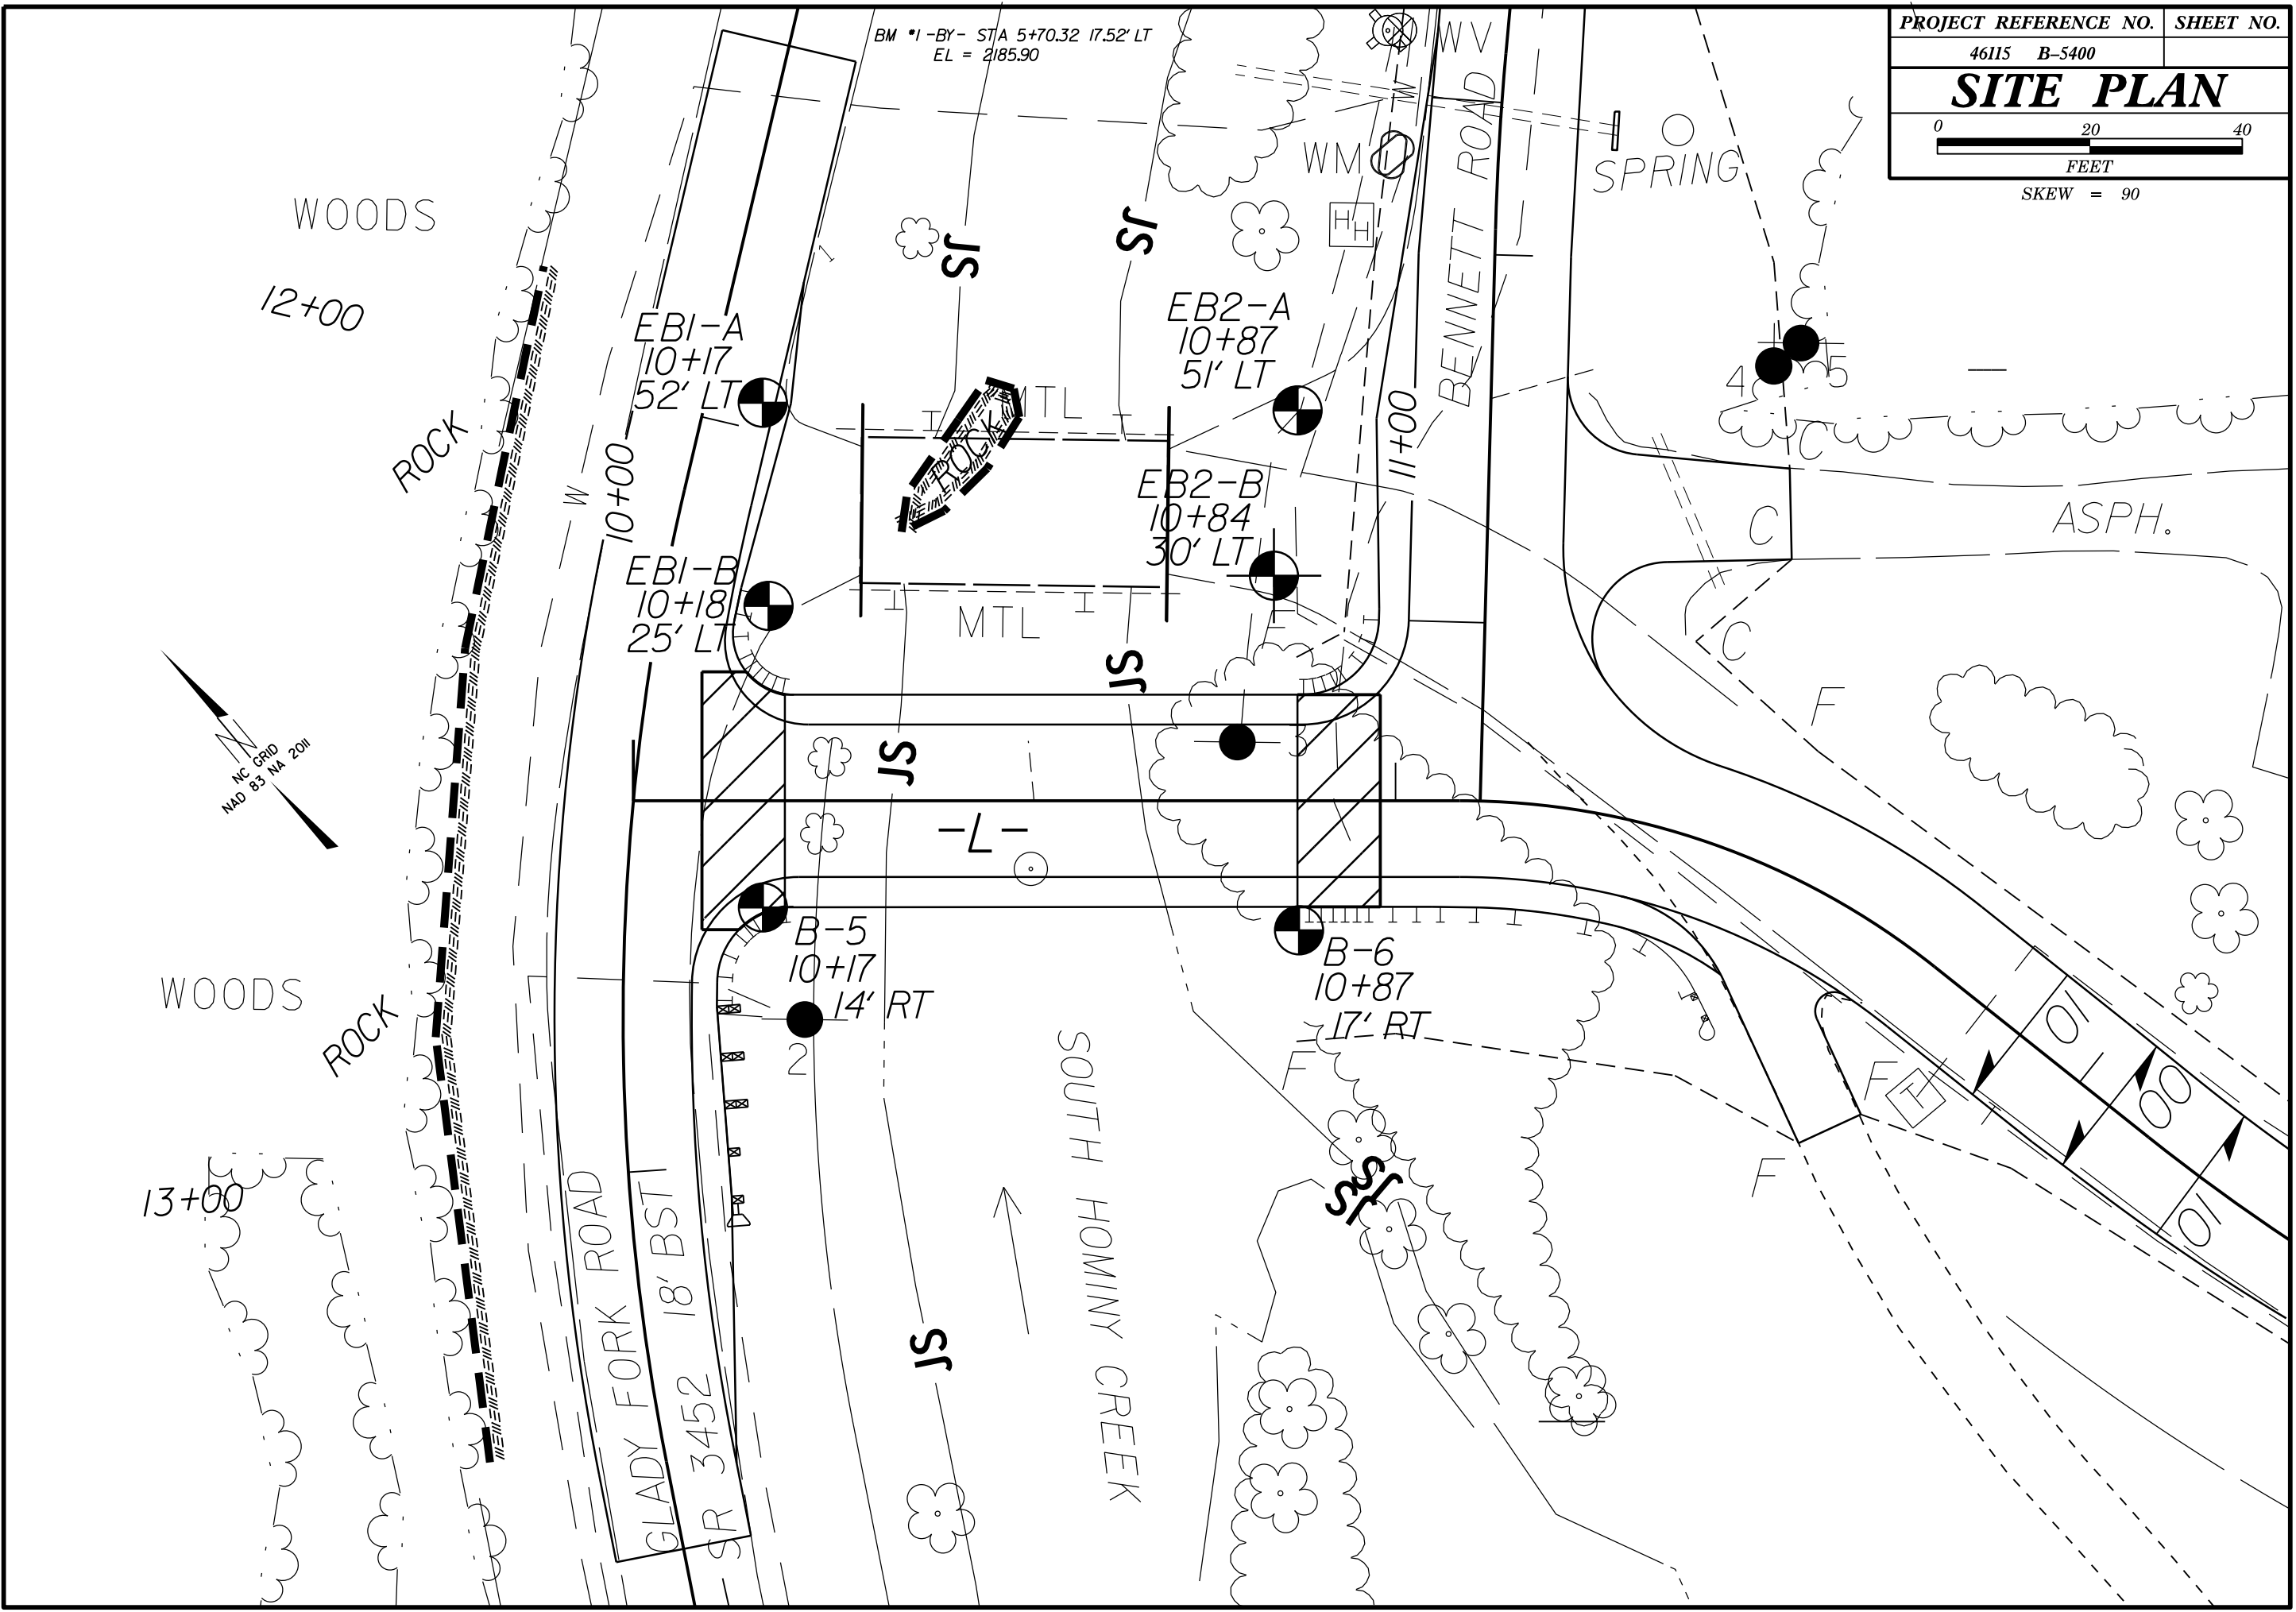 BM #1 -BY- STA 5+70.32 17.52' LT
EL = 2185.90
PROJECT REFERENCE NO. SHEET NO.
46115 B-5400
SITE PLAN
0 20 40
FEET
SKEW = 90
WV
W
WM
HH
SPRING
BENNETT ROAD
WOODS
12+00
JS
JS
EB1-A
10+17
52' LT
EB2-A
10+87
51' LT
MTL
ROCK
ROCK
W
10+00
11+00
4 5
C
C
C
ASPH.
EB2-B
10+84
30' LT
EB1-B
10+18
25' LT
MTL
JS
JS
3
F
N
NC GRID
NAD 83 NA 2011
-L-
WOODS
ROCK
B-5
10+17
14' RT
2
B-6
10+87
17' RT
F
F
F
T
10/
00
10/
13+00
GLADY FORK ROAD
SR 3452 18' BST
SOUTH HOMINY CREEK
JS
JS
JS